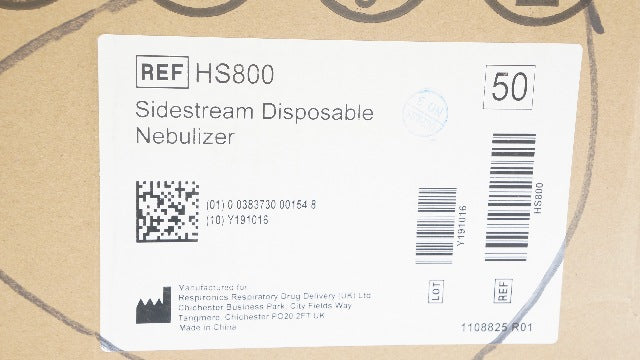 REF HS800
50
Sidestream Disposable
Nebulizer
(01) 0 0383730 00154 8
(10) Y191016
Y191016
HS800
LOT
REF
Manufactured for
Respironics Respiratory Drug Delivery (UK) Ltd
Chichester Business Park, City Fields Way
Tangmere, Chichester PO20 2FT UK
Made in China
1108825 R01